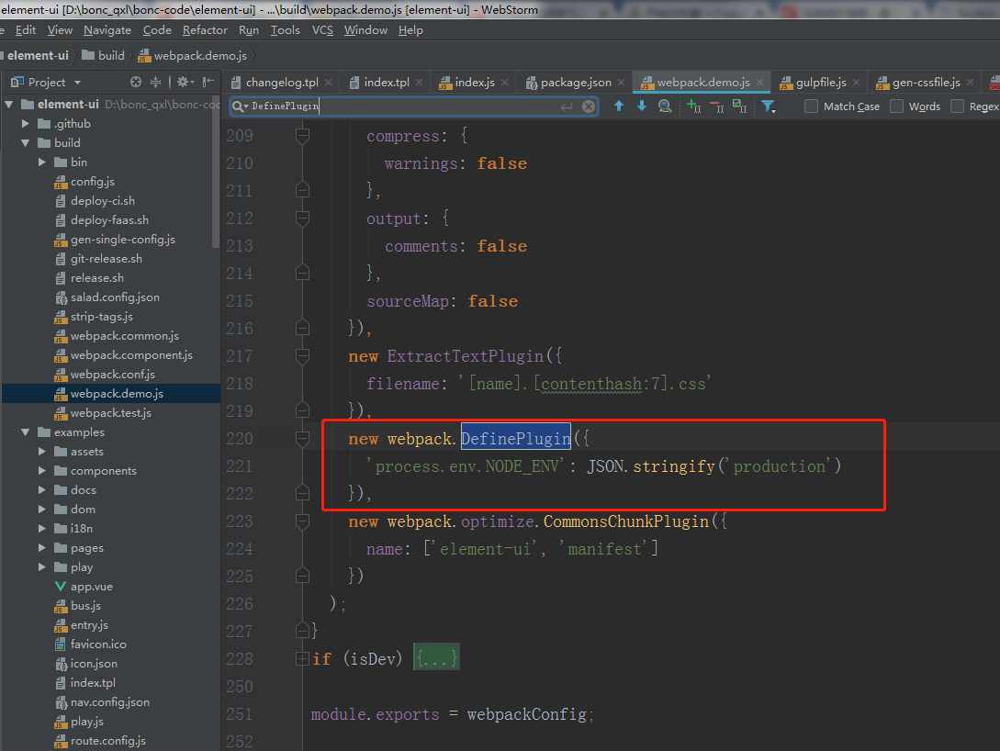 element-ui [D:\bonc_qxl\bonc-code\element-ui] - ...\build\webpack.demo.js [element-ui] - WebStorm
e Edit View Navigate Code Refactor Run Tools VCS Window Help
element-ui build webpack.demo.js
Project changelog.tpl index.tpl index.js package.json webpack.demo.js gulpfile.js gen-cssfile.js
DefinePlugin Match Case Words Regex
element-ui D:\bonc_qxl\bonc-coc
.github
build
bin
config.js
deploy-ci.sh
deploy-faas.sh
gen-single-config.js
git-release.sh
release.sh
salad.config.json
strip-tags.js
webpack.common.js
webpack.component.js
webpack.conf.js
webpack.demo.js
webpack.test.js
examples
assets
components
docs
dom
i18n
pages
play
app.vue
bus.js
entry.js
favicon.ico
icon.json
index.tpl
nav.config.json
play.js
route.config.js
209 compress: {
210 warnings: false
211 },
212 output: {
213 comments: false
214 },
215 sourceMap: false
216 }),
217 new ExtractTextPlugin({
218 filename: '[name].[contenthash:7].css'
219 }),
220 new webpack.DefinePlugin({
221 'process.env.NODE_ENV': JSON.stringify('production')
222 }),
223 new webpack.optimize.CommonsChunkPlugin({
224 name: ['element-ui', 'manifest']
225 })
226 );
227 }
228 if (isDev) {...}
250
251 module.exports = webpackConfig;
252